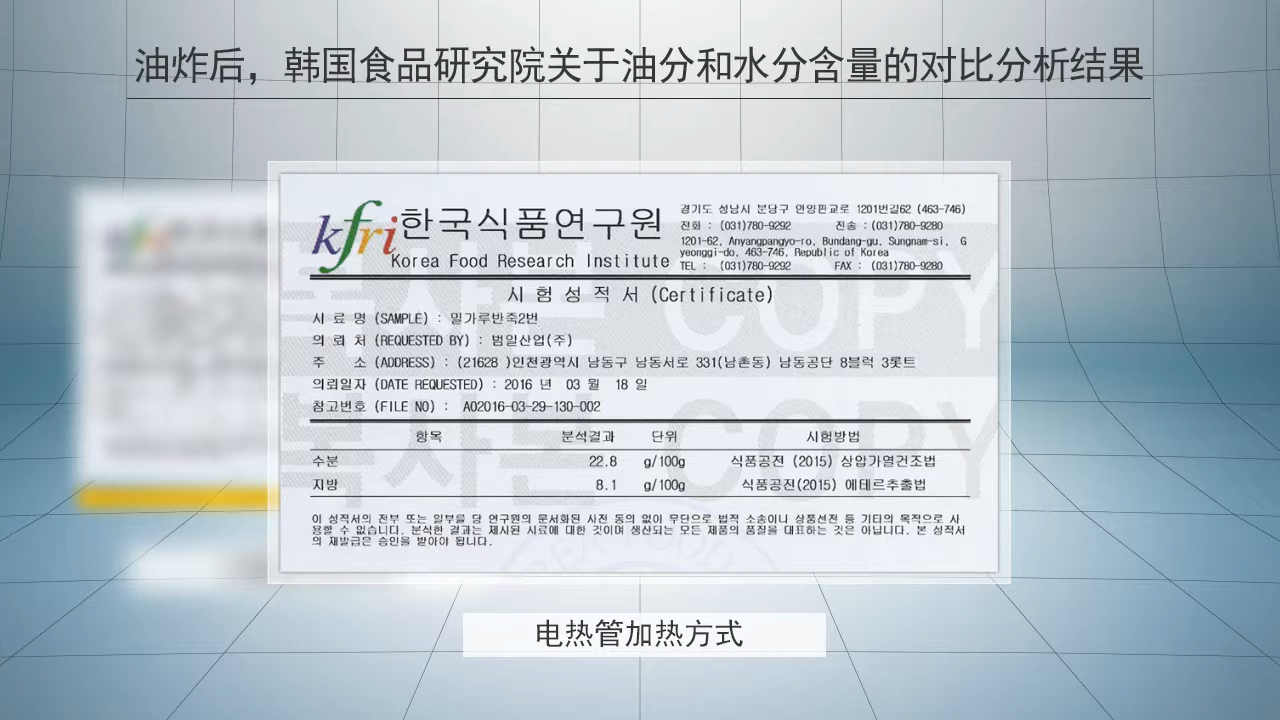 油炸后，韩国食品研究院关于油分和水分含量的对比分析结果
kfri 한국식품연구원
Korea Food Research Institute
경기도 성남시 분당구 안양판교로 1201번길62 (463-746)
전화 : (031)780-9292 전송 : (031)780-9280
1201-62, Anyangpangyo-ro, Bundang-gu, Sungnam-si, G
yeonggi-do, 463-746, Republic of Korea
TEL : (031)780-9292 FAX : (031)780-9280
시 험 성 적 서 (Certificate)
시 료 명 (SAMPLE) : 밀가루반죽2번
의 뢰 처 (REQUESTED BY) : 범일산업(주)
주 소 (ADDRESS) : (21628 )인천광역시 남동구 남동서로 331(남촌동) 남동공단 8블럭 3롯트
의뢰일자 (DATE REQUESTED) : 2016 년 03 월 18 일
참고번호 (FILE NO) : A02016-03-29-130-002
항목 분석결과 단위 시험방법
수분 22.8 g/100g 식품공전 (2015) 상압가열건조법
지방 8.1 g/100g 식품공전(2015) 에테르추출법
이 성적서의 전부 또는 일부를 당 연구원의 문서화된 사전 동의 없이 무단으로 법적 소송이나 상품선전 등 기타의 목적으로 사
용할 수 없습니다. 분석한 결과는 제시된 시료에 대한 것이며 생산되는 모든 제품의 품질을 대표하는 것은 아닙니다. 본 성적서
의 재발급은 승인을 받아야 됩니다.
복사본 COPY
복사본 COPY
电热管加热方式